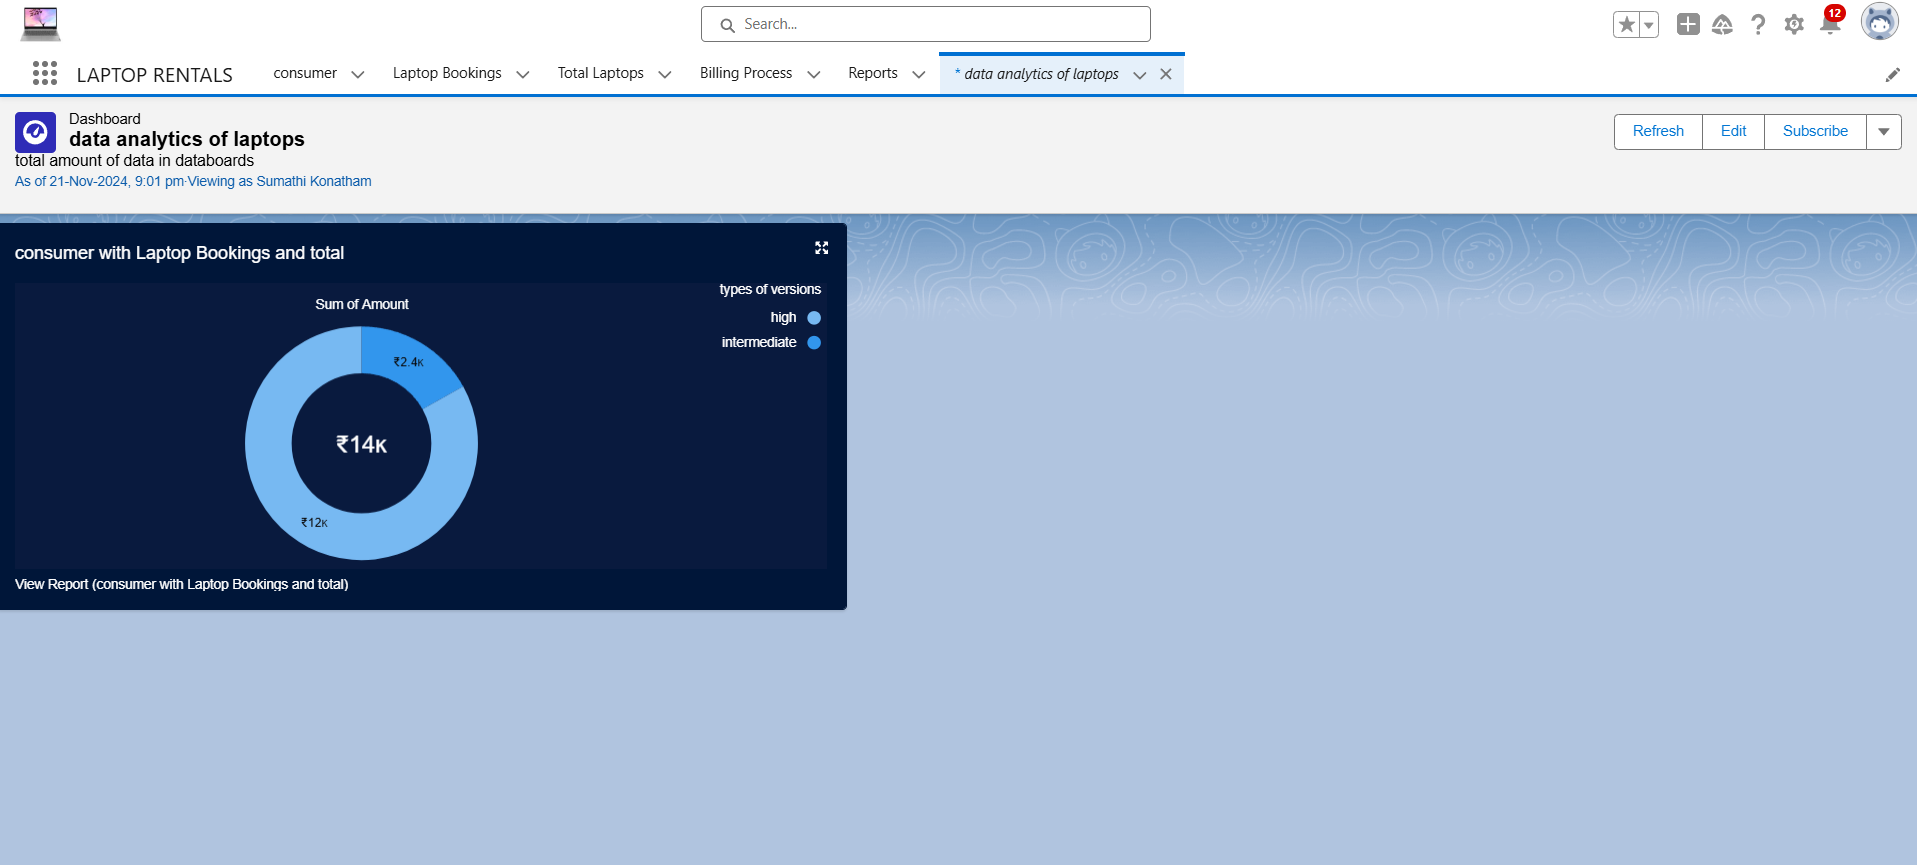 Search...
12
LAPTOP RENTALS
consumer
Laptop Bookings
Total Laptops
Billing Process
Reports
* data analytics of laptops
Dashboard
data analytics of laptops
total amount of data in databoards
As of 21-Nov-2024, 9:01 pm·Viewing as Sumathi Konatham
Refresh
Edit
Subscribe
consumer with Laptop Bookings and total
types of versions
high
intermediate
Sum of Amount
₹2.4K
₹14K
₹12K
View Report (consumer with Laptop Bookings and total)